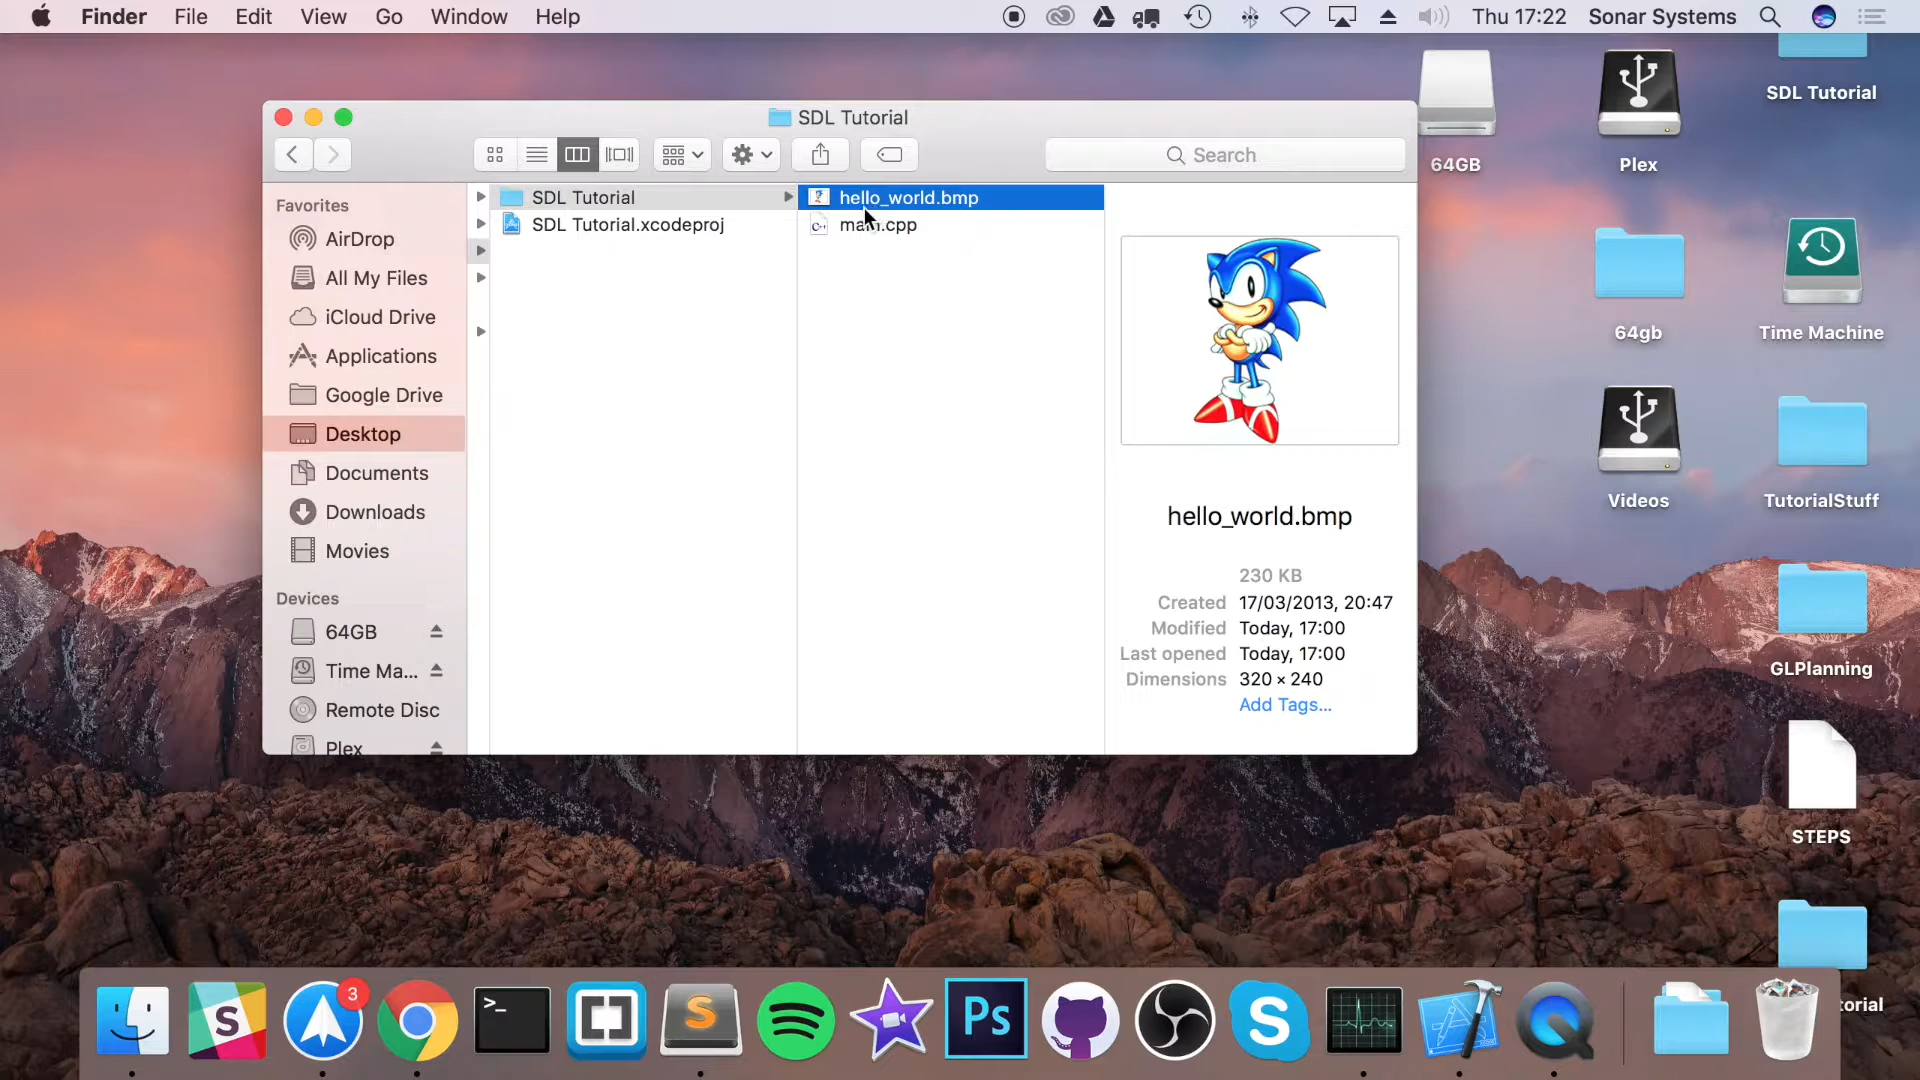 Finder File Edit View Go Window Help
Thu 17:22 Sonar Systems
SDL Tutorial
Search
Favorites
AirDrop
All My Files
iCloud Drive
Applications
Google Drive
Desktop
Documents
Downloads
Movies
Devices
64GB
Time Ma...
Remote Disc
Plex
SDL Tutorial
SDL Tutorial.xcodeproj
hello_world.bmp
main.cpp
hello_world.bmp
230 KB
Created 17/03/2013, 20:47
Modified Today, 17:00
Last opened Today, 17:00
Dimensions 320 × 240
Add Tags...
64GB
Plex
SDL Tutorial
64gb
Time Machine
Videos
TutorialStuff
GLPlanning
STEPS
torial
S
3
>_
S
Ps
S
C++